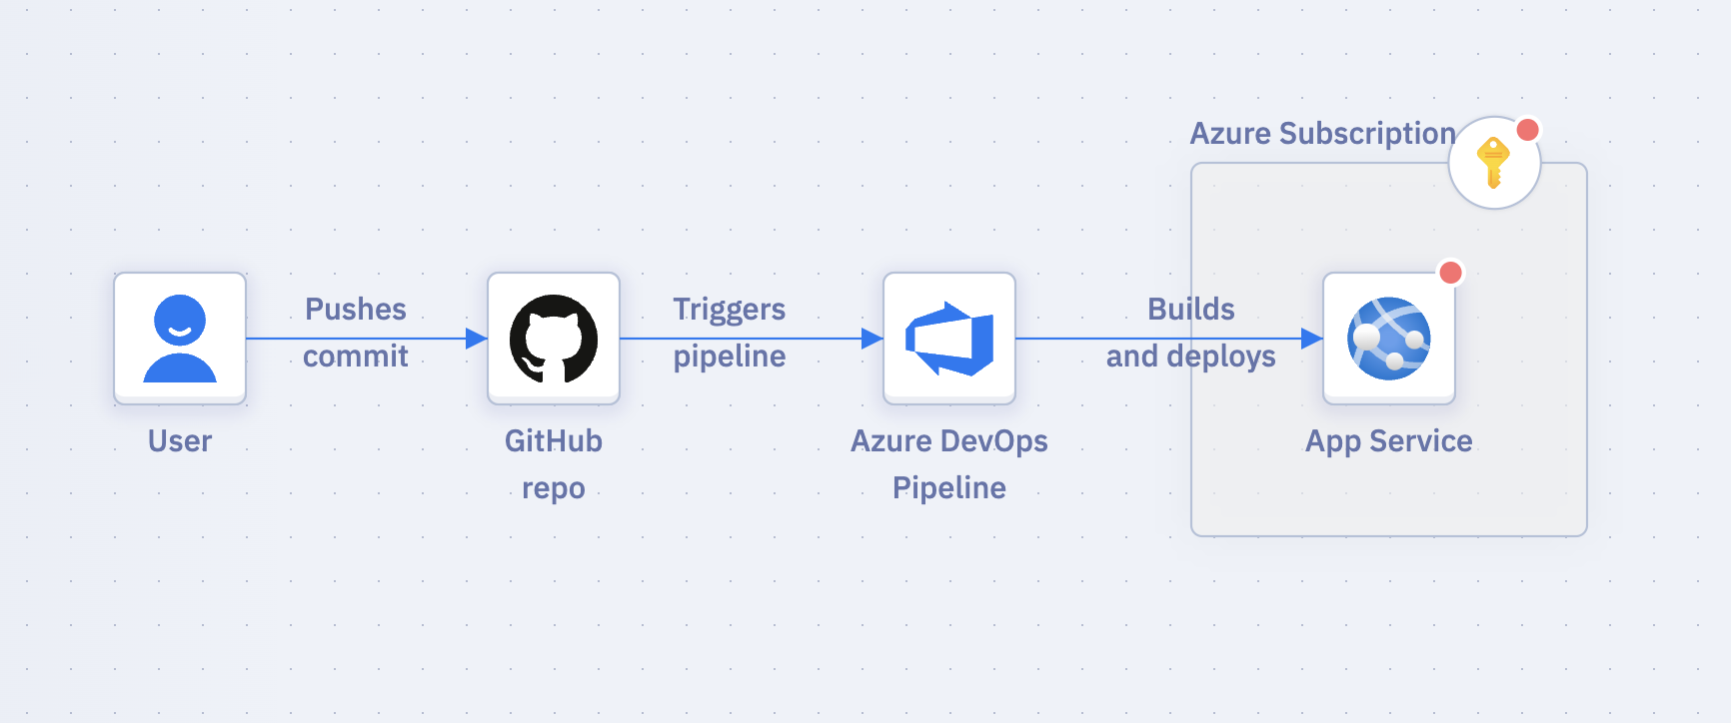 Azure Subscription
Pushes
commit
Triggers
pipeline
Builds
and deploys
User
GitHub
repo
Azure DevOps
Pipeline
App Service